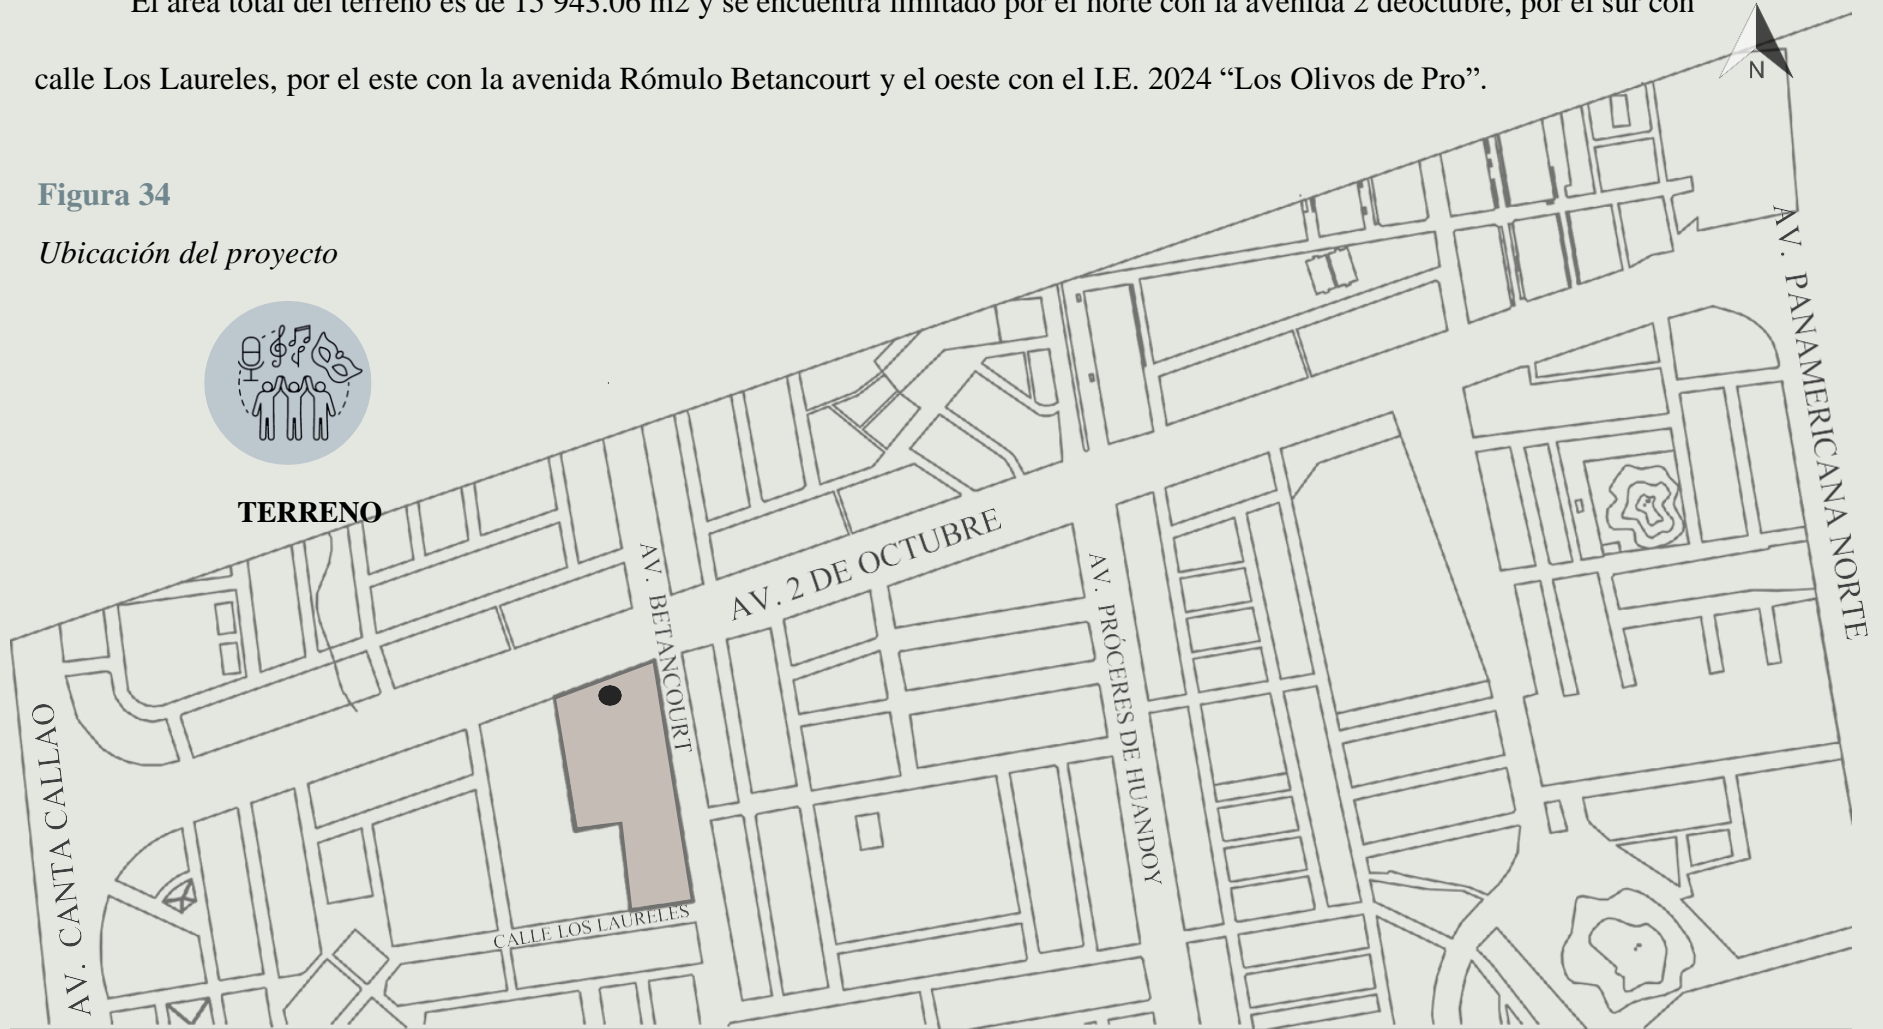 El área total del terreno es de 15 943.06 m2 y se encuentra limitado por el norte con la avenida 2 deoctubre, por el sur con
calle Los Laureles, por el este con la avenida Rómulo Betancourt y el oeste con el I.E. 2024 “Los Olivos de Pro”.
N
Figura 34
Ubicación del proyecto
TERRENO
AV. PANAMERICANA NORTE
AV. 2 DE OCTUBRE
AV. BETANCOURT
AV. PRÓCERES DE HUANDOY
AV. CANTA CALLAO
CALLE LOS LAURELES